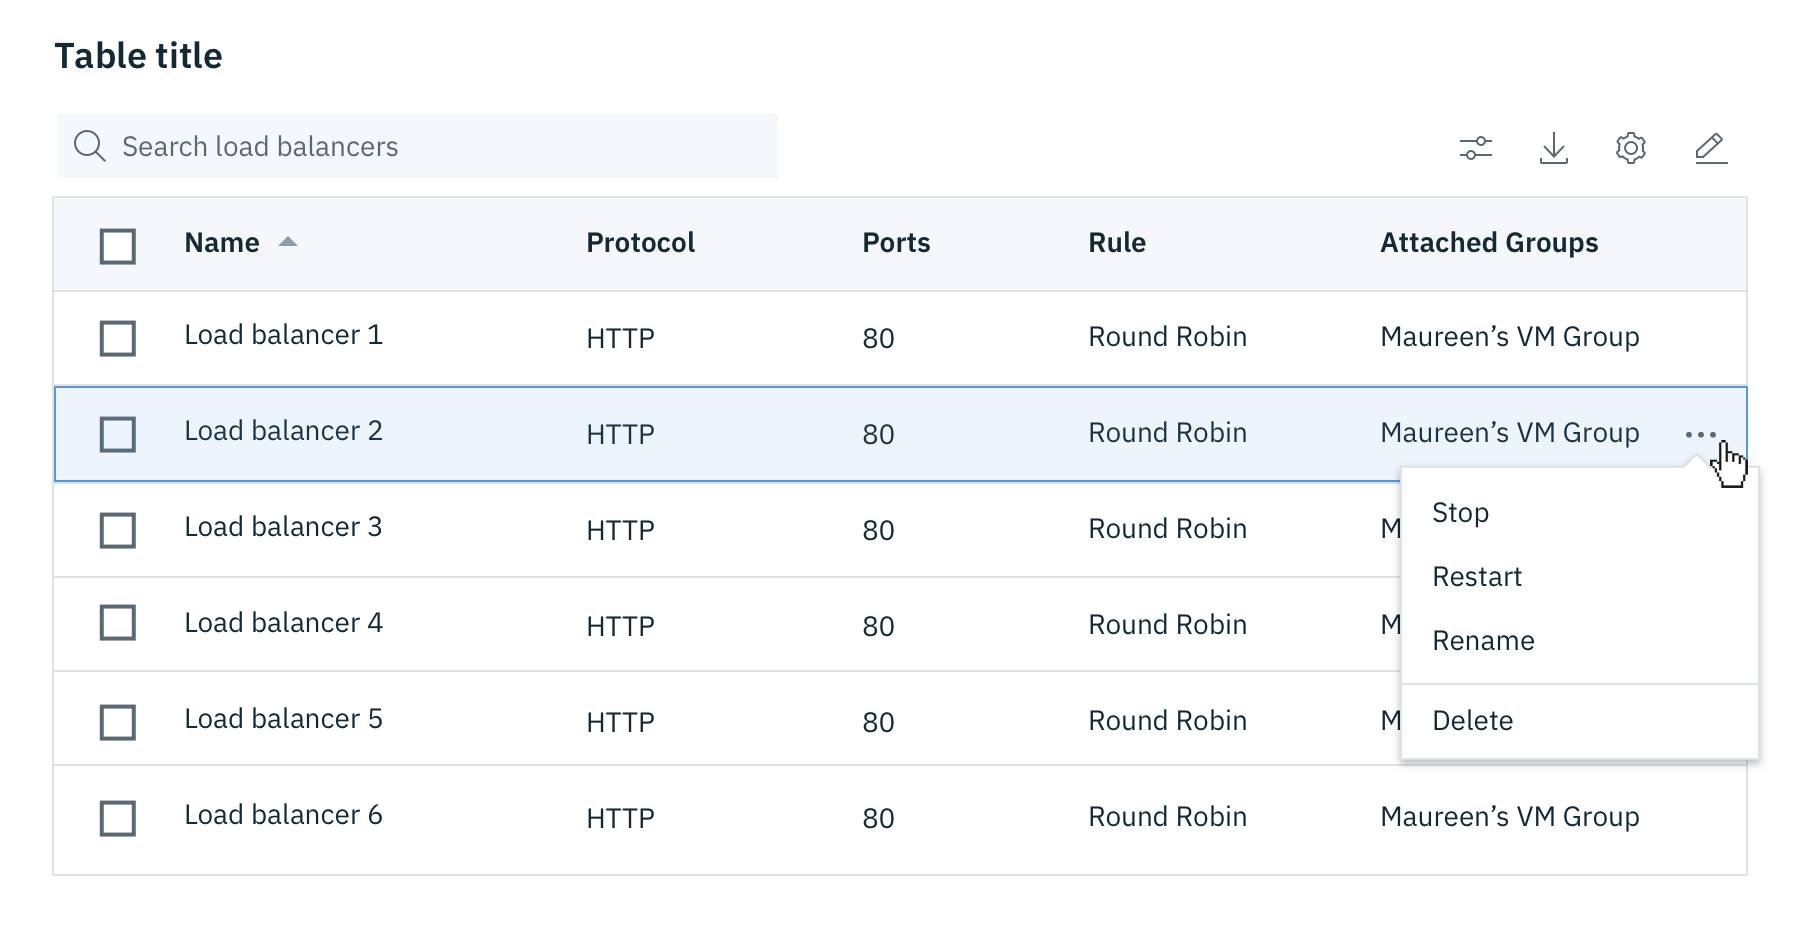 Table title
Search load balancers
Name Protocol Ports Rule Attached Groups
Load balancer 1 HTTP 80 Round Robin Maureen’s VM Group
Load balancer 2 HTTP 80 Round Robin Maureen’s VM Group
Load balancer 3 HTTP 80 Round Robin M
Load balancer 4 HTTP 80 Round Robin M
Load balancer 5 HTTP 80 Round Robin M
Load balancer 6 HTTP 80 Round Robin Maureen’s VM Group
Stop
Restart
Rename
Delete